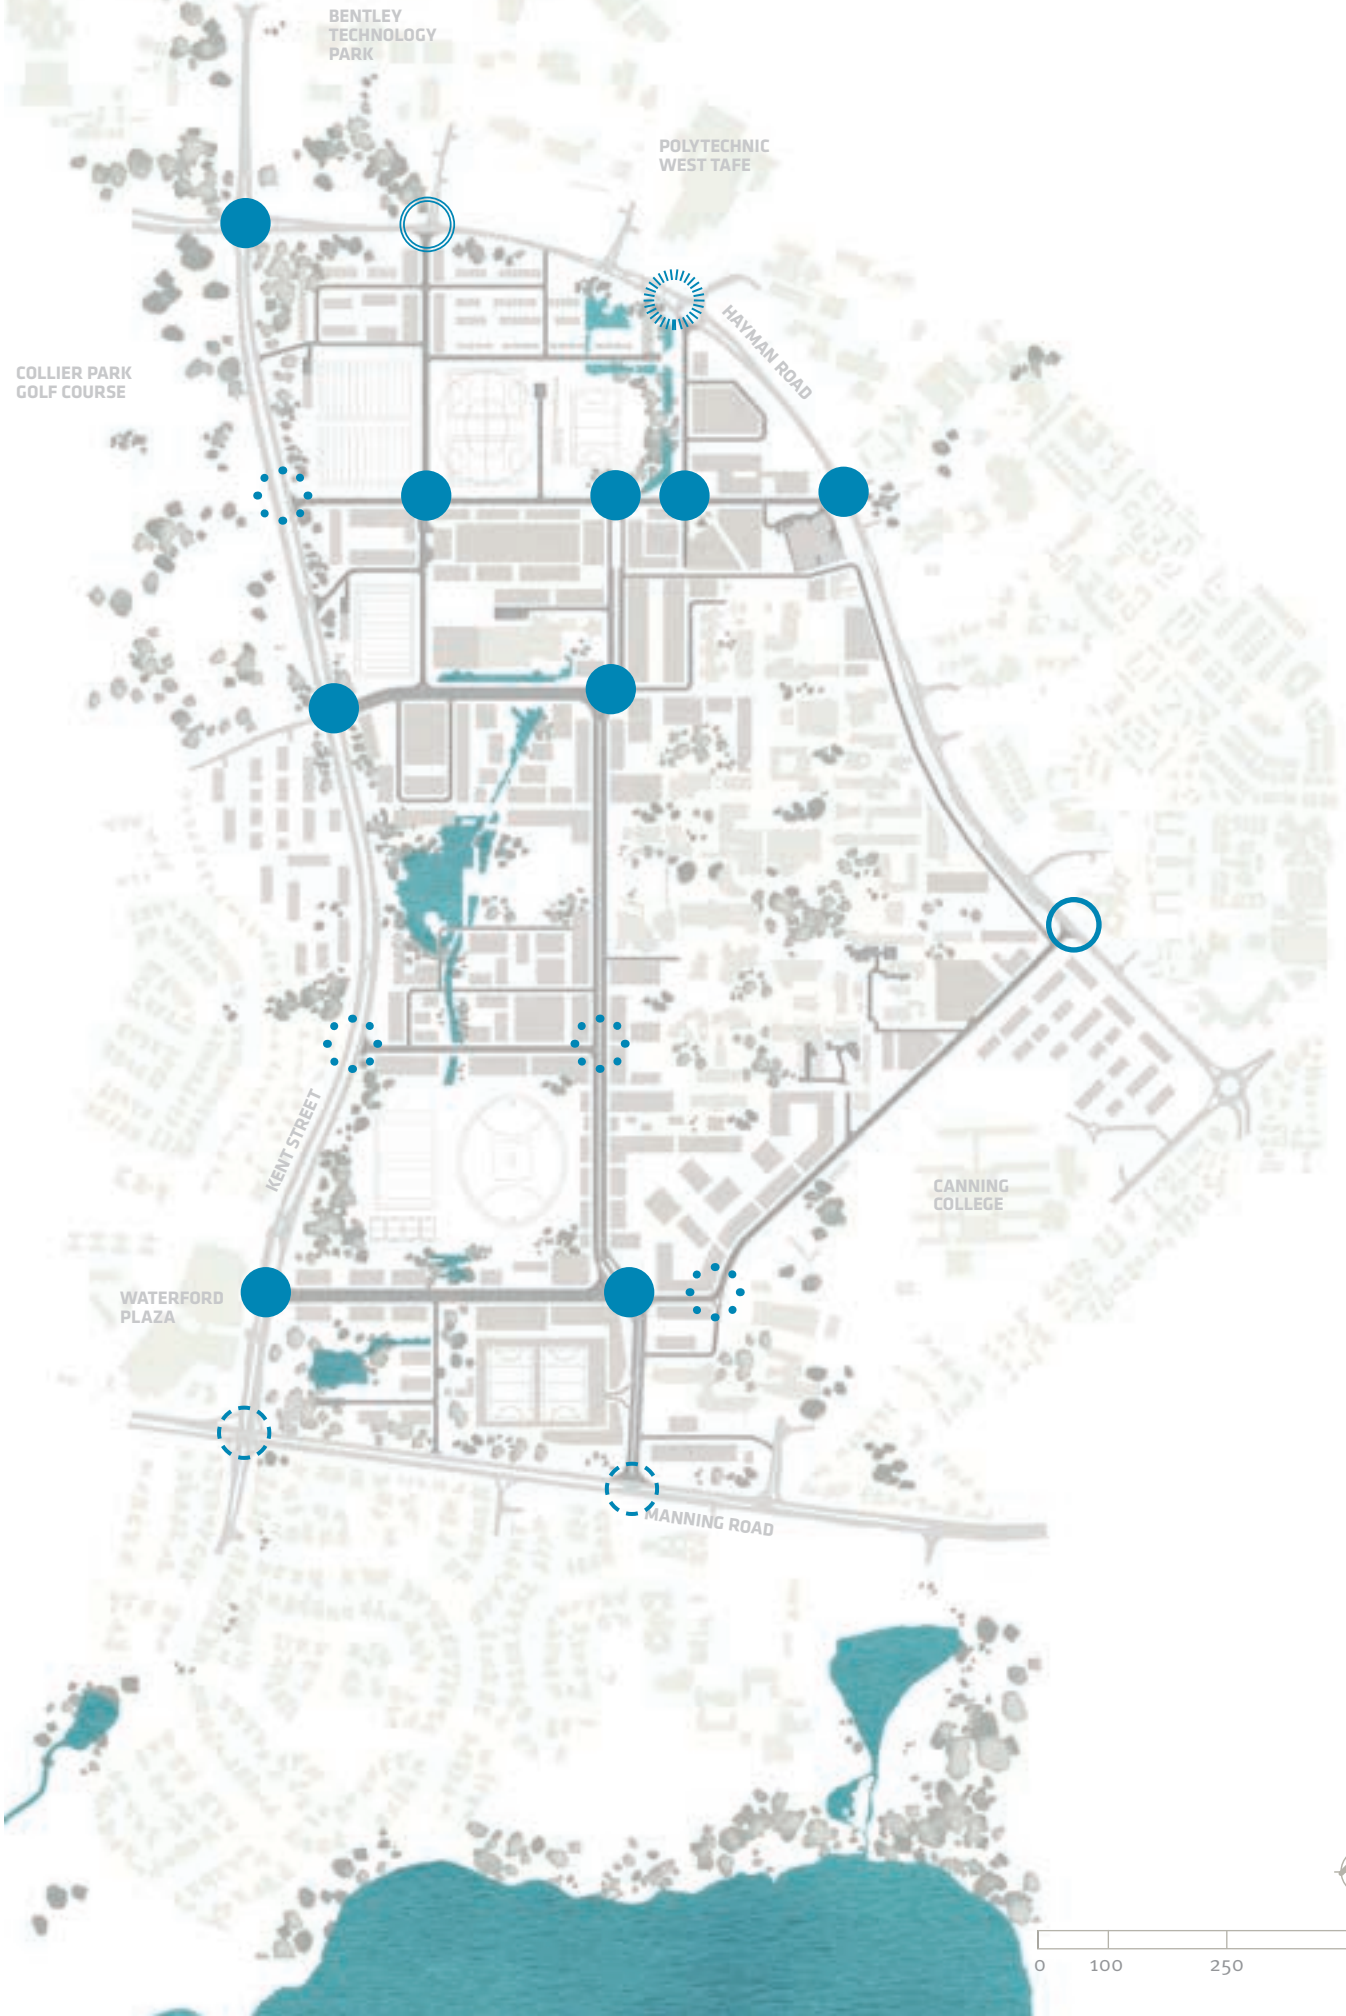 BENTLEY
TECHNOLOGY
PARK
POLYTECHNIC
WEST TAFE
HAYMAN ROAD
COLLIER PARK
GOLF COURSE
KENT STREET
CANNING
COLLEGE
WATERFORD
PLAZA
MANNING ROAD
0 100 250